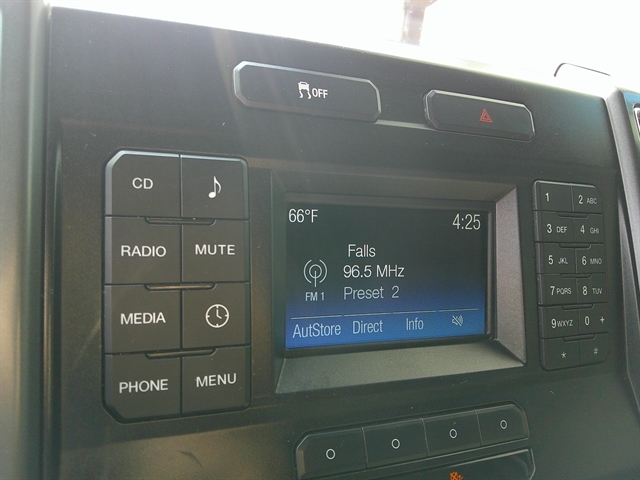 OFF
CD
RADIO MUTE
MEDIA
PHONE MENU
66°F 4:25
Falls
96.5 MHz
FM 1 Preset 2
AutStore Direct Info
1 2 ABC
3 DEF 4 GHI
5 JKL 6 MNO
7 PQRS 8 TUV
9 WXYZ 0 +
* #